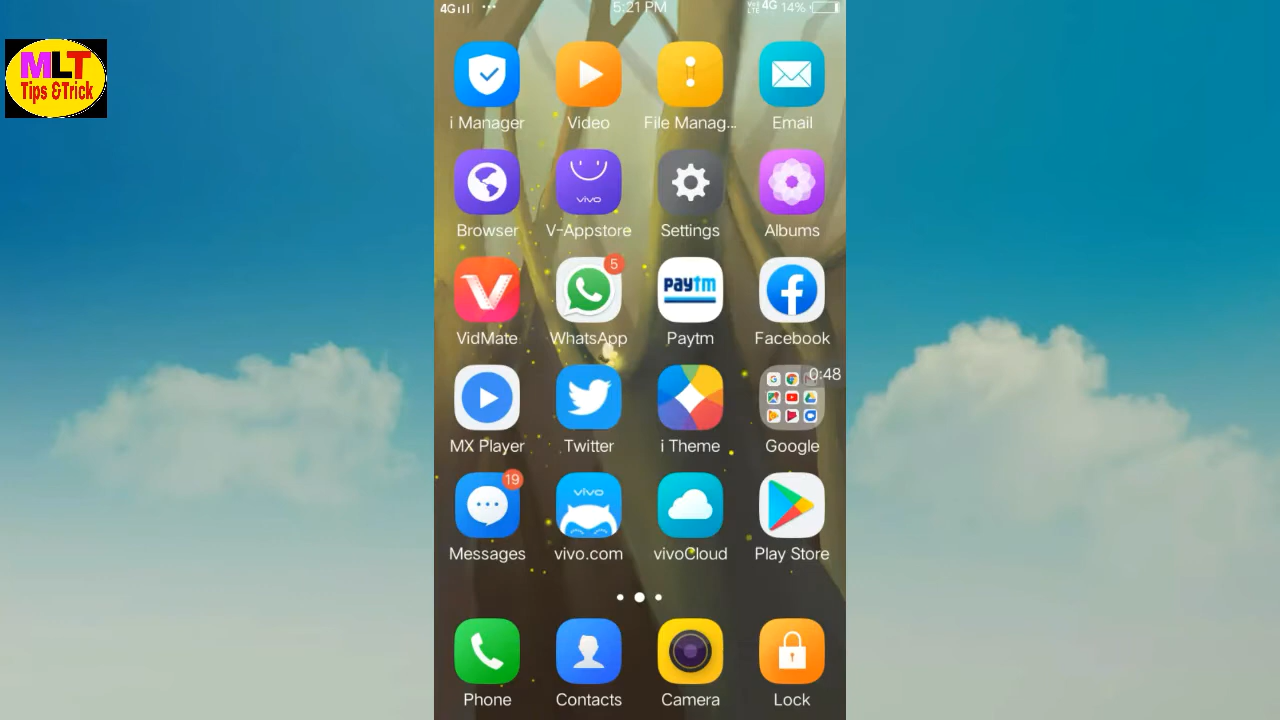 4G
5:21 PM
4G 14%
MLT
Tips &Trick
i Manager
Video
File Manag...
Email
vivo
Browser
V-Appstore
Settings
Albums
5
paytm
VidMate
WhatsApp
Paytm
Facebook
0:48
MX Player
Twitter
i Theme
Google
19
vivo
Messages
vivo.com
vivoCloud
Play Store
Phone
Contacts
Camera
Lock